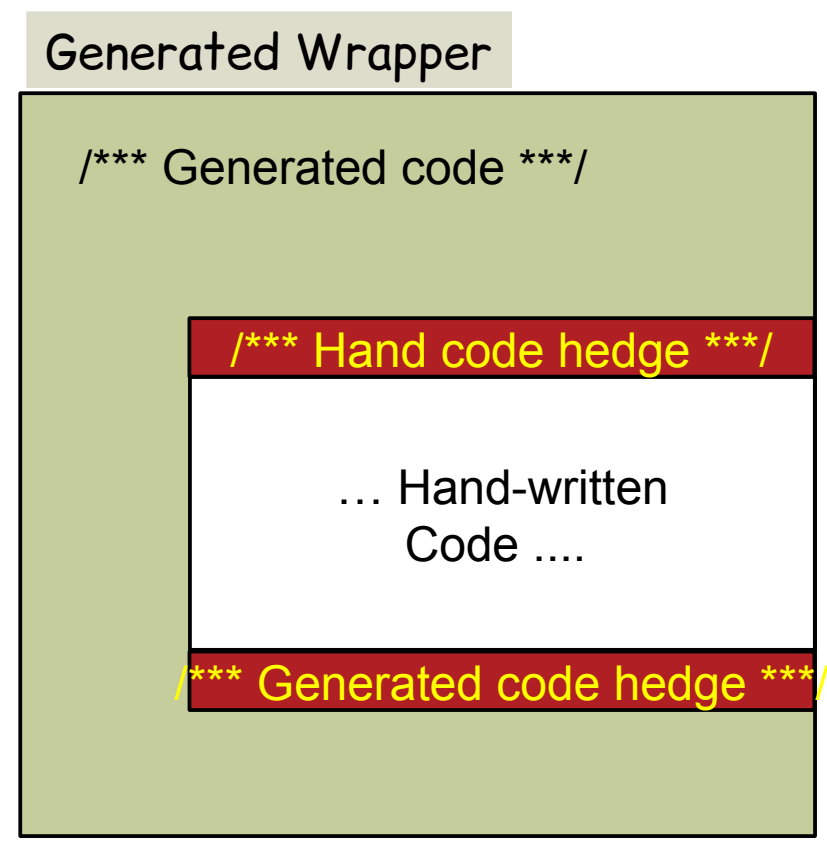 Generated Wrapper
/*** Generated code ***/
/*** Hand code hedge ***/
… Hand-written
Code ....
/*** Generated code hedge ***/